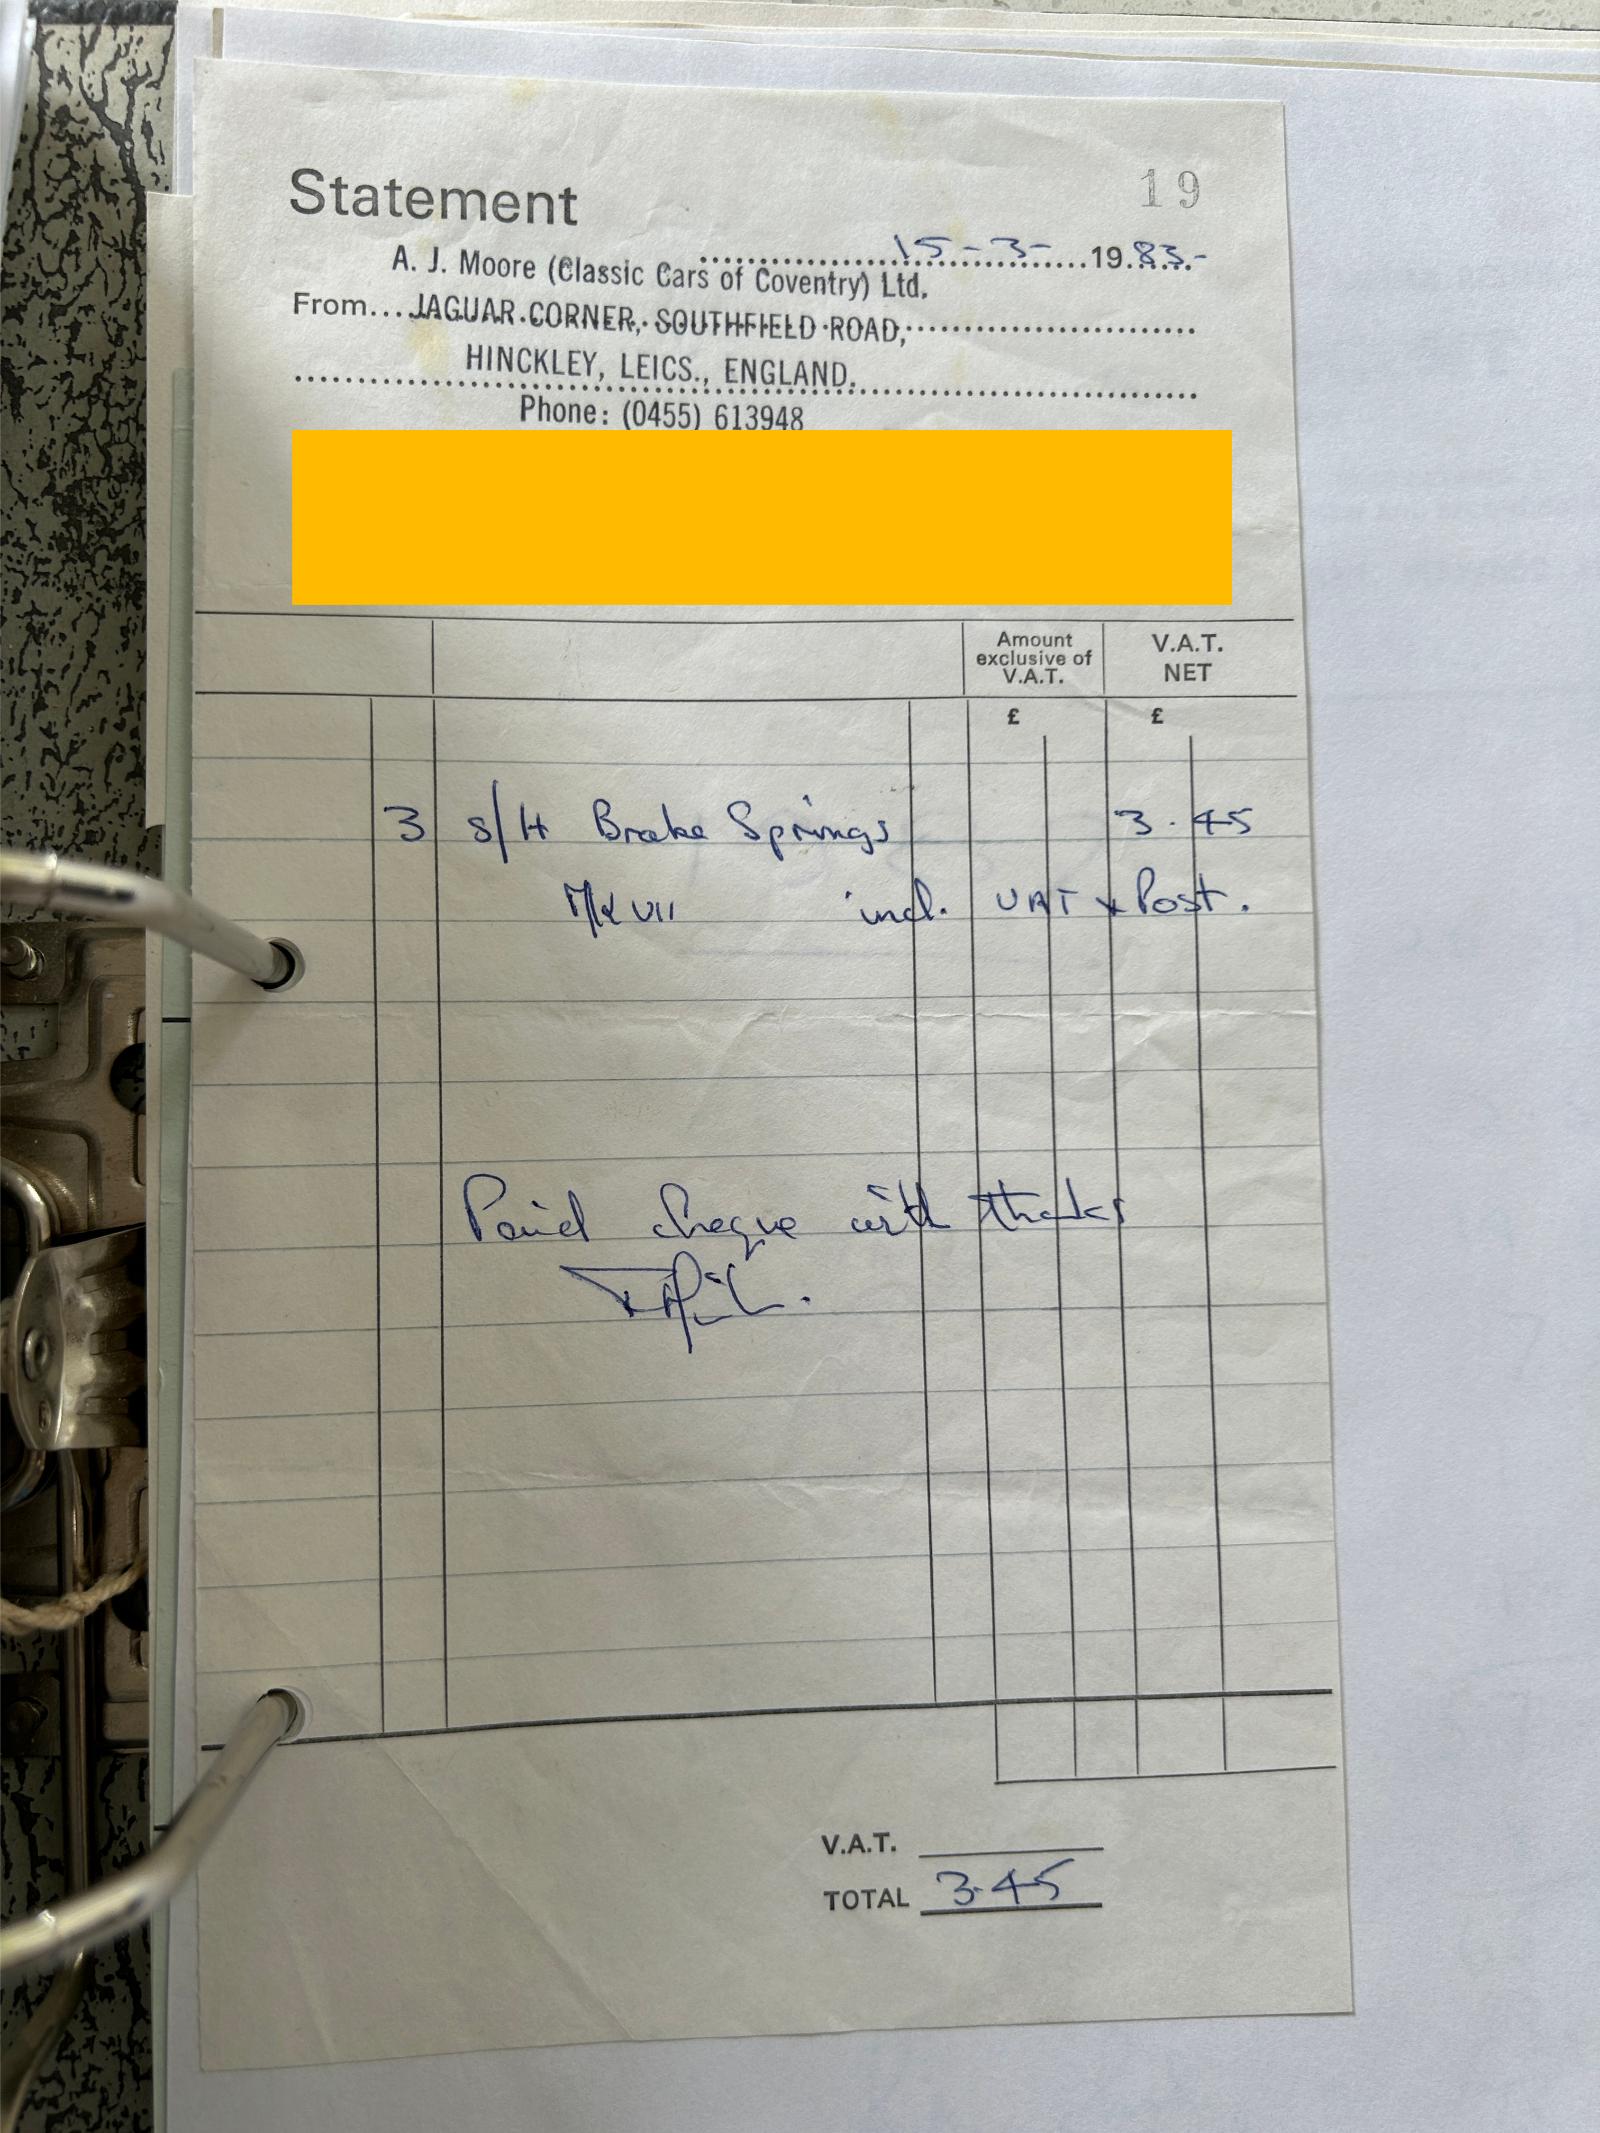 Statement
19
15-3- 1983-
A. J. Moore (Classic Cars of Coventry) Ltd.
From JAGUAR CORNER, SOUTHFIELD ROAD,
HINCKLEY, LEICS., ENGLAND.
Phone: (0455) 613948
Amount exclusive of V.A.T.
V.A.T. NET
£ £
3 S/H Brake Springs 3.45
Mk VII incl. VAT & Post.
Paid cheque with thanks
V.A.T.
TOTAL 3.45